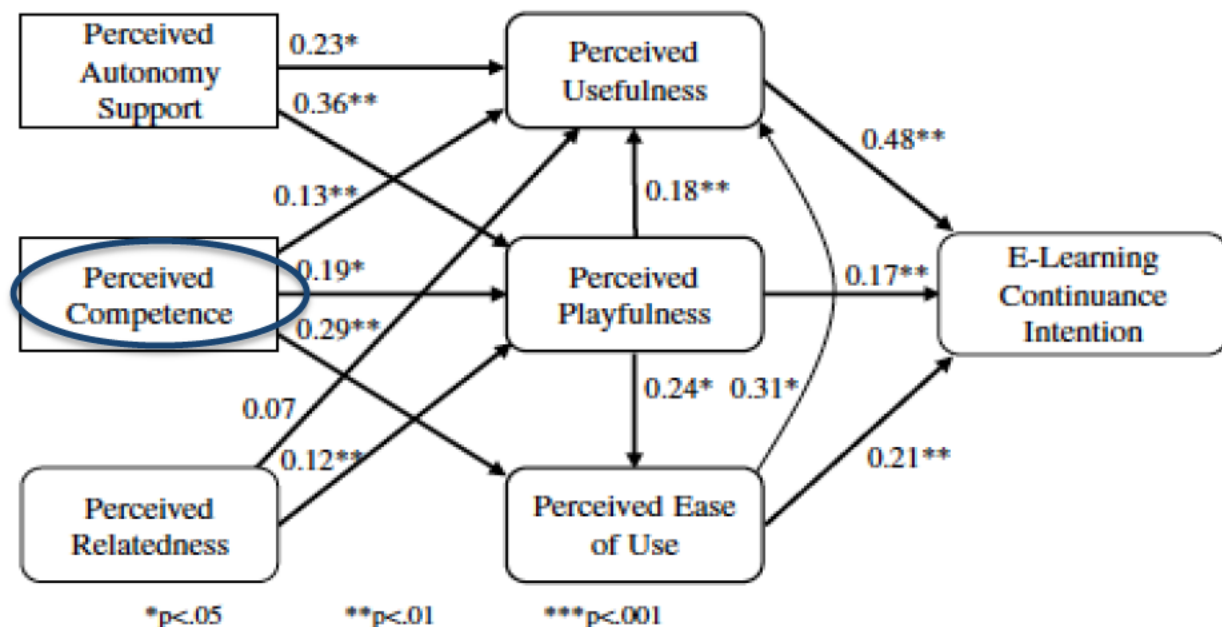 Perceived
Autonomy
Support
0.23*
0.36**
Perceived
Usefulness
0.48**
0.13**
0.18**
Perceived
Competence
0.19*
0.29**
Perceived
Playfulness
0.17**
E-Learning
Continuance
Intention
0.24*
0.31*
0.07
0.12**
0.21**
Perceived
Relatedness
Perceived Ease
of Use
*p<.05
**p<.01
***p<.001